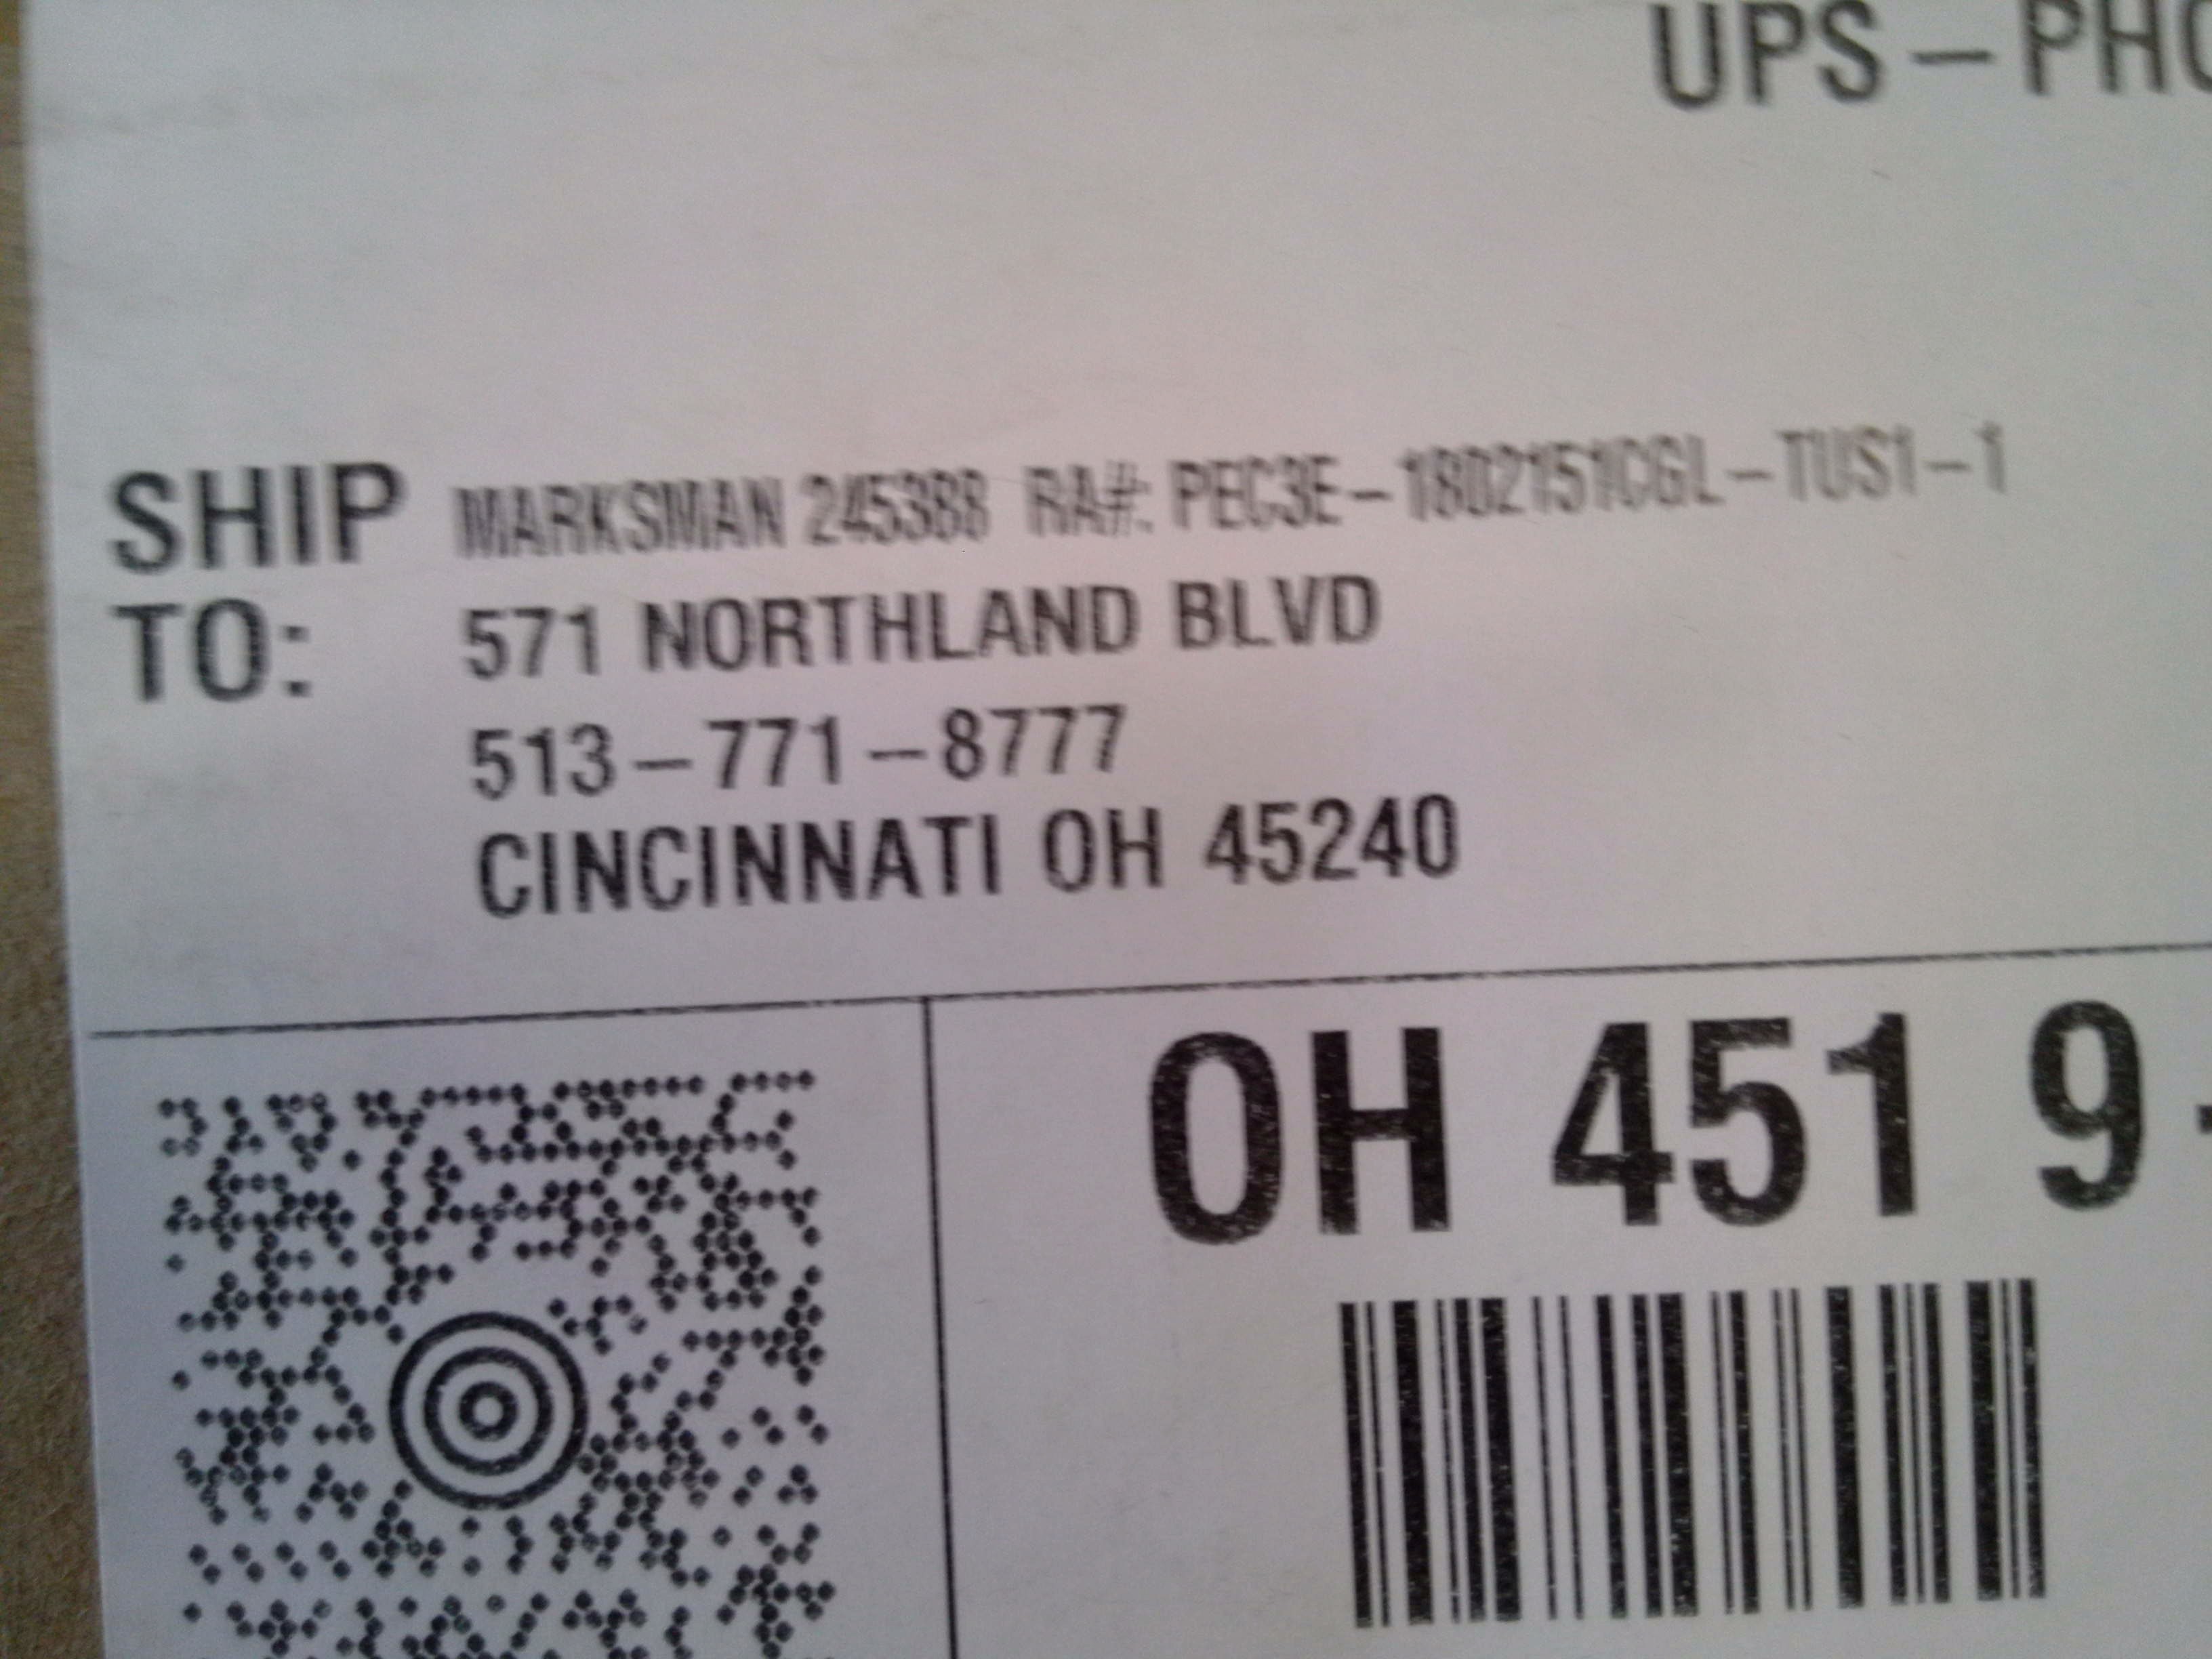 UPS – PHO
SHIP MARKSMAN 245388 RA#: PEC3E–1802151CGL–TUS1–1
TO: 571 NORTHLAND BLVD
513–771–8777
CINCINNATI OH 45240
OH 451 9